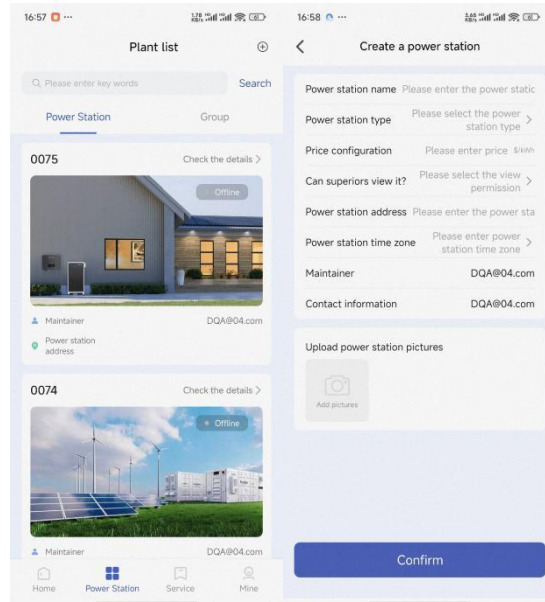 16:57
Plant list
Please enter key words
Search
Power Station
Group
0075
Check the details >
Offline
Maintainer
DQA@04.com
Power station
address
0074
Check the details >
Offline
Maintainer
DQA@04.com
Home
Power Station
Service
Mine
16:58
Create a power station
Power station name
Please enter the power static
Power station type
Please select the power
station type
Price configuration
Please enter price
$/kWh
Can superiors view it?
Please select the view
permission
Power station address
Please enter the power sta
Power station time zone
Please enter power
station time zone
Maintainer
DQA@04.com
Contact information
DQA@04.com
Upload power station pictures
Add pictures
Confirm